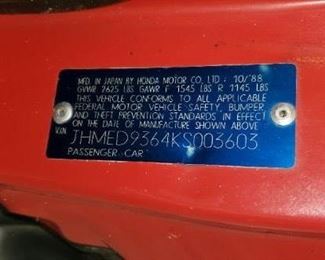 MFD. IN JAPAN BY HONDA MOTOR CO., LTD : 10/'88
GVWR 2625 LBS GAWR F 1545 LBS R 1145 LBS
THIS VEHICLE CONFORMS TO ALL APPLICABLE
FEDERAL MOTOR VEHICLE SAFETY, BUMPER
AND THEFT PREVENTION STANDARDS IN EFFECT
ON THE DATE OF MANUFACTURE SHOWN ABOVE
V.I.N. JHMED9364KS003603
PASSENGER CAR